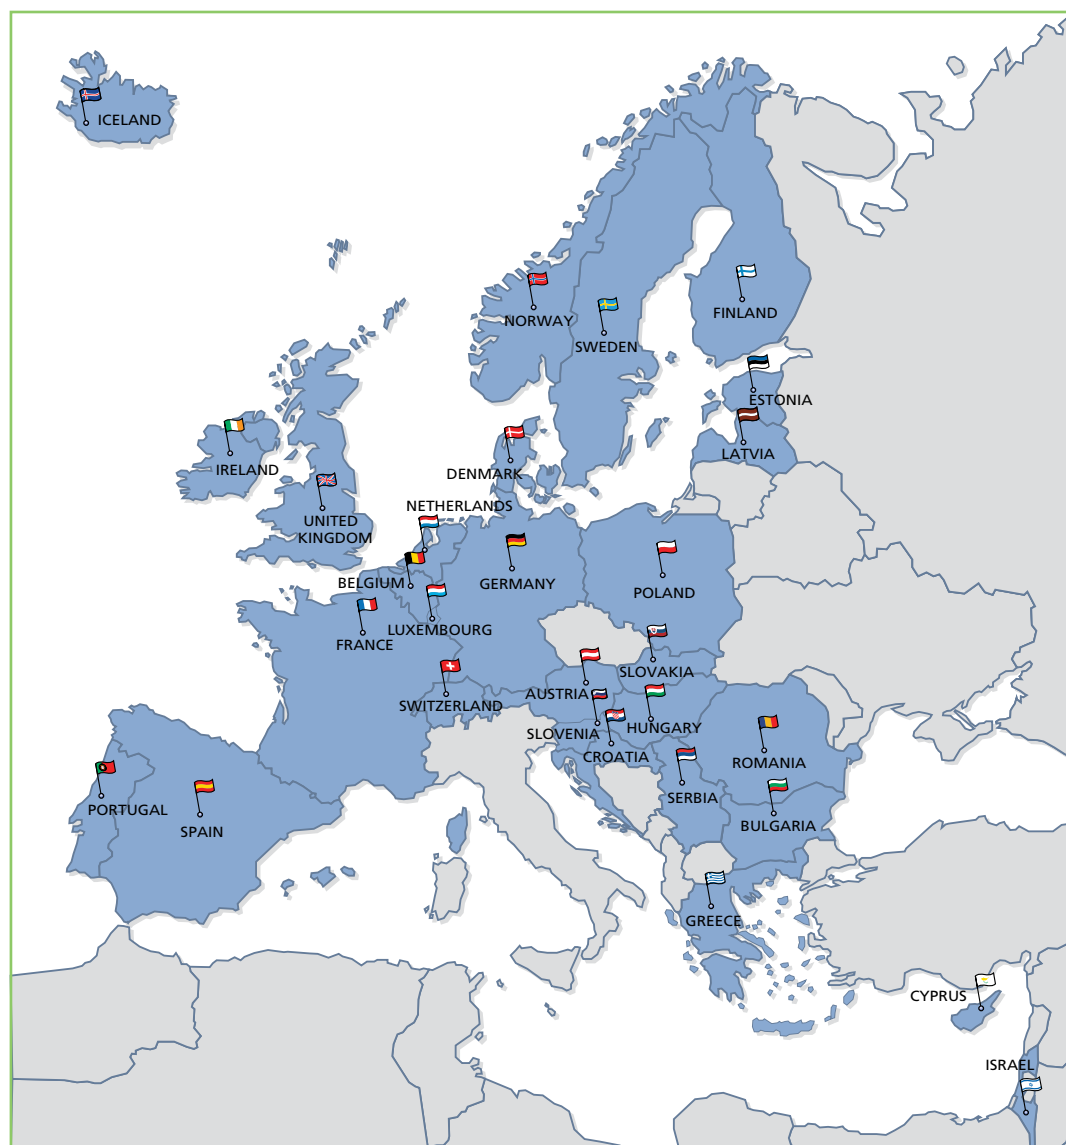 ICELAND
NORWAY
FINLAND
SWEDEN
ESTONIA
LATVIA
IRELAND
DENMARK
NETHERLANDS
UNITED
KINGDOM
BELGIUM
GERMANY
POLAND
LUXEMBOURG
FRANCE
SLOVAKIA
AUSTRIA
SWITZERLAND
HUNGARY
SLOVENIA
CROATIA
ROMANIA
SERBIA
PORTUGAL
BULGARIA
SPAIN
GREECE
CYPRUS
ISRAEL